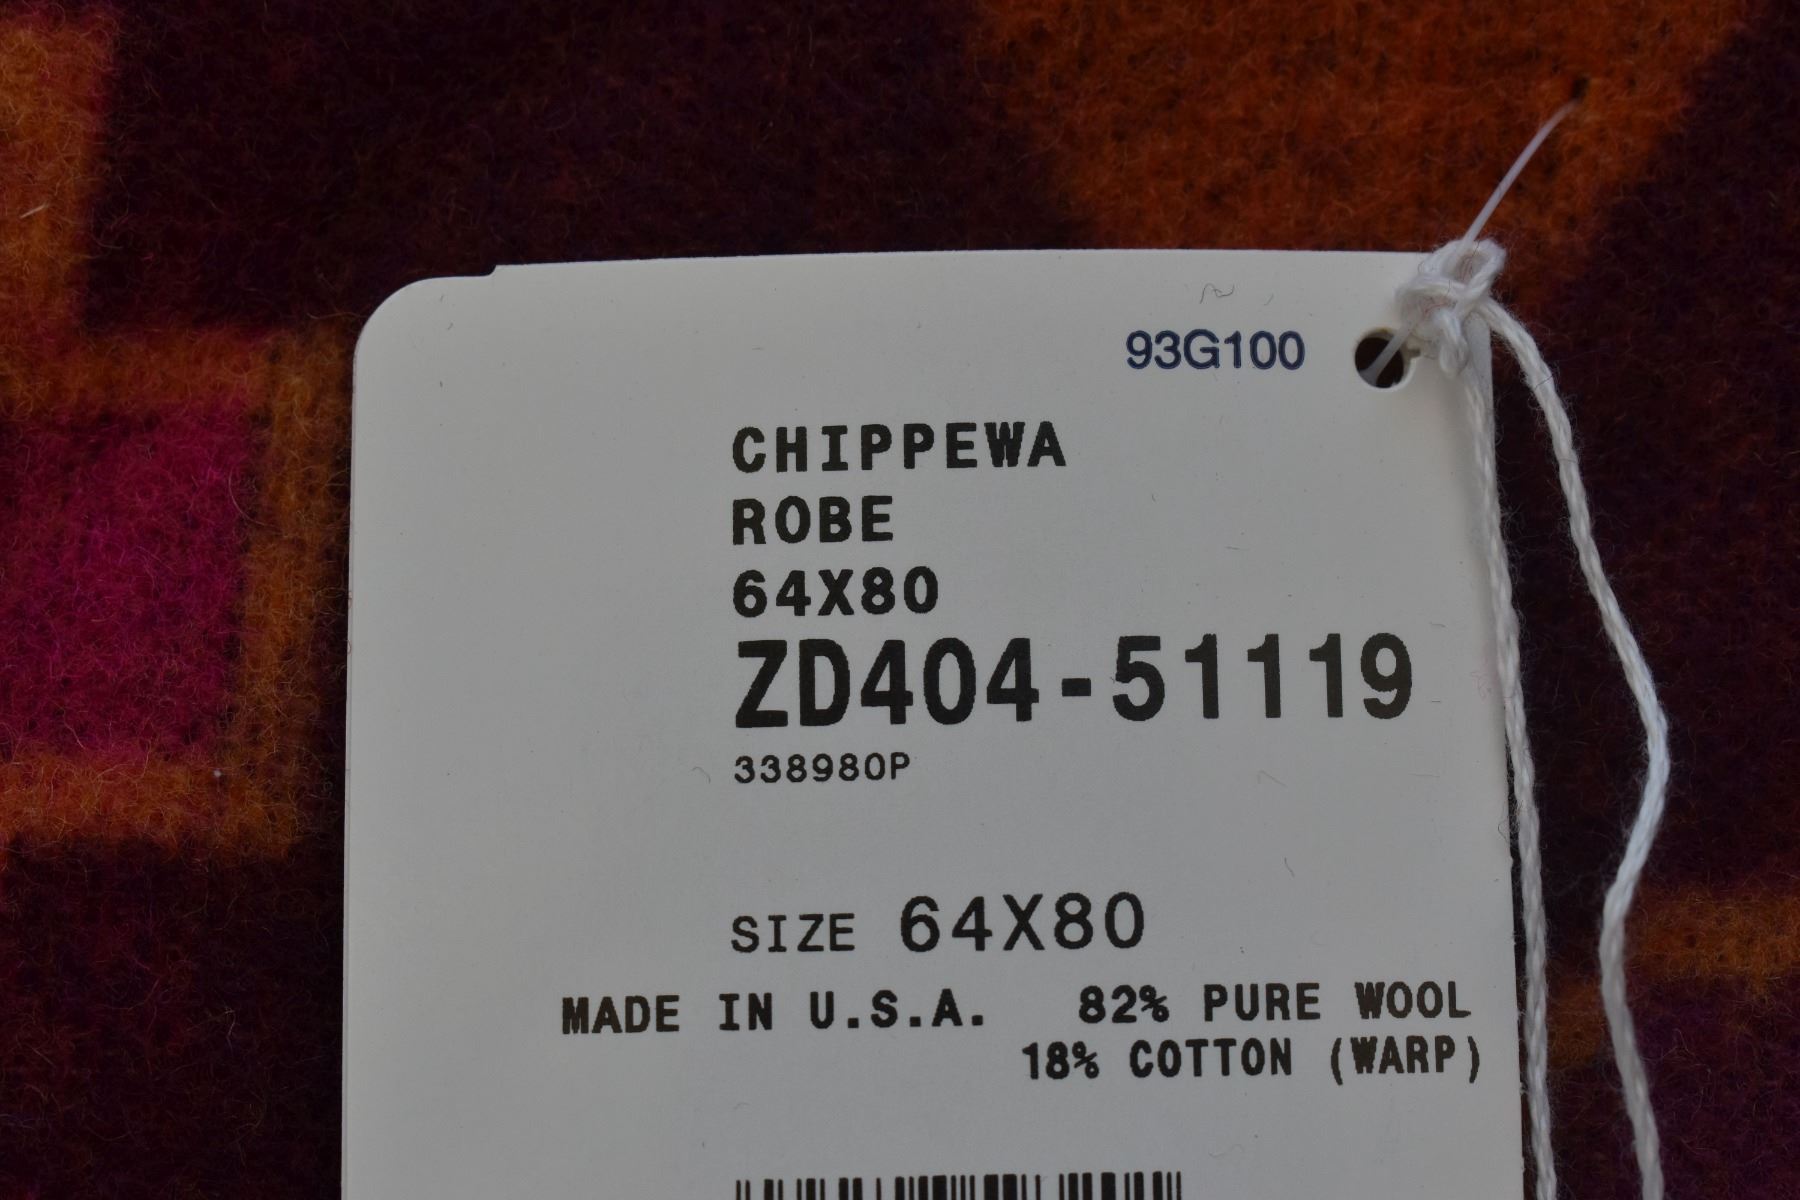 93G100
CHIPPEWA
ROBE
64X80
ZD404-51119
338980P
SIZE 64X80
MADE IN U.S.A. 82% PURE WOOL
18% COTTON (WARP)